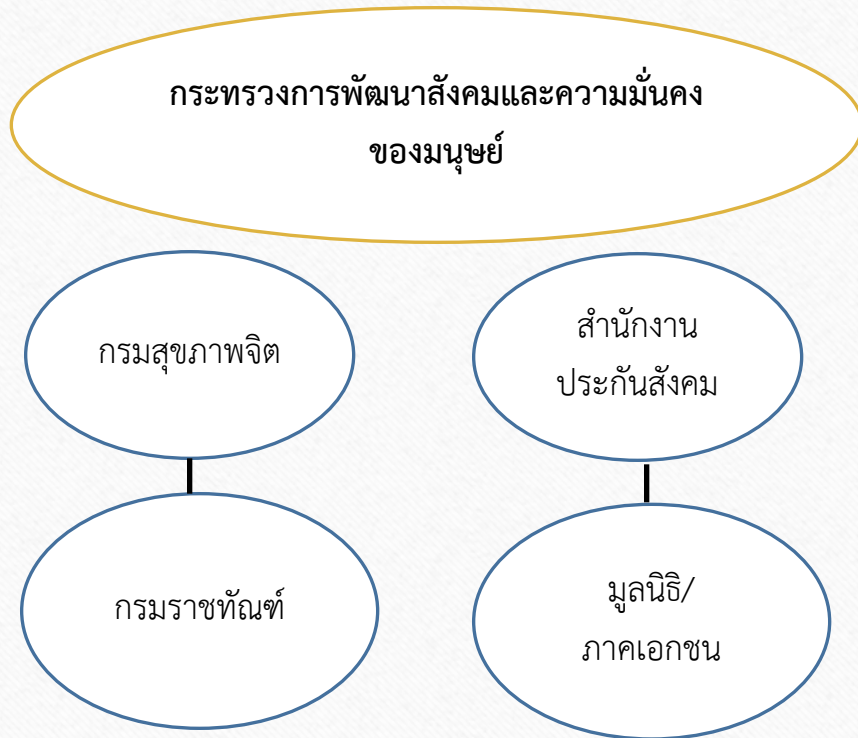 กระทรวงการพัฒนาสังคมและความมั่นคง
ของมนุษย์
กรมสุขภาพจิต
สำนักงาน
ประกันสังคม
กรมราชทัณฑ์
มูลนิธิ/
ภาคเอกชน